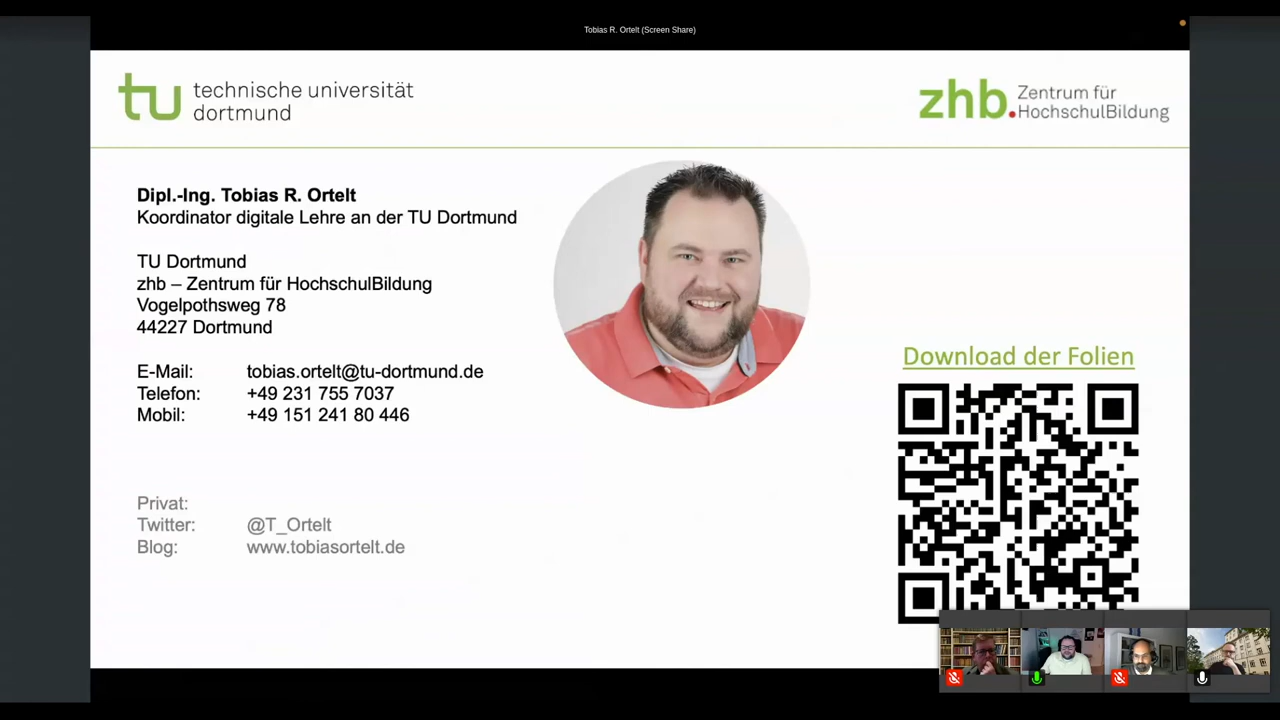 Tobias R. Ortelt (Screen Share)
tu technische universität
dortmund
zhb. Zentrum für
HochschulBildung
Dipl.-Ing. Tobias R. Ortelt
Koordinator digitale Lehre an der TU Dortmund
TU Dortmund
zhb – Zentrum für HochschulBildung
Vogelpothsweg 78
44227 Dortmund
E-Mail: tobias.ortelt@tu-dortmund.de
Telefon: +49 231 755 7037
Mobil: +49 151 241 80 446
Privat:
Twitter: @T_Ortelt
Blog: www.tobiasortelt.de
Download der Folien